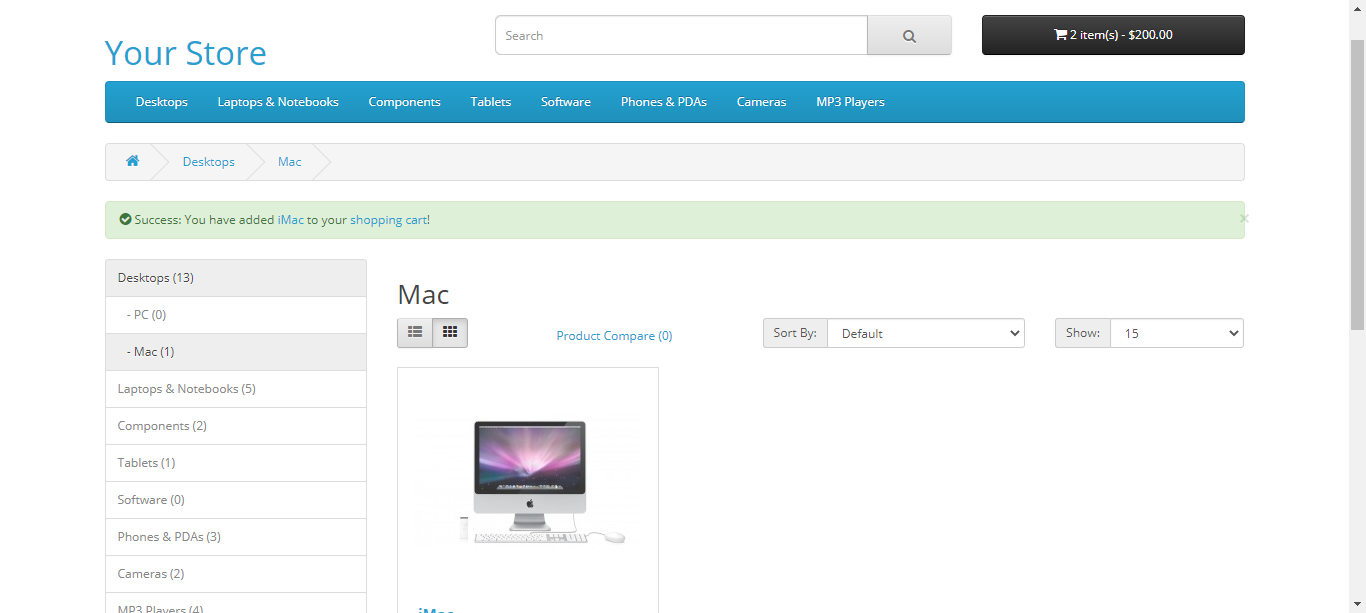 Search
2 item(s) - $200.00
Your Store
Desktops Laptops & Notebooks Components Tablets Software Phones & PDAs Cameras MP3 Players
Desktops Mac
Success: You have added iMac to your shopping cart!
×
Desktops (13)
- PC (0)
- Mac (1)
Laptops & Notebooks (5)
Components (2)
Tablets (1)
Software (0)
Phones & PDAs (3)
Cameras (2)
MP3 Players (4)
Mac
Product Compare (0)
Sort By: Default
Show: 15
iMac